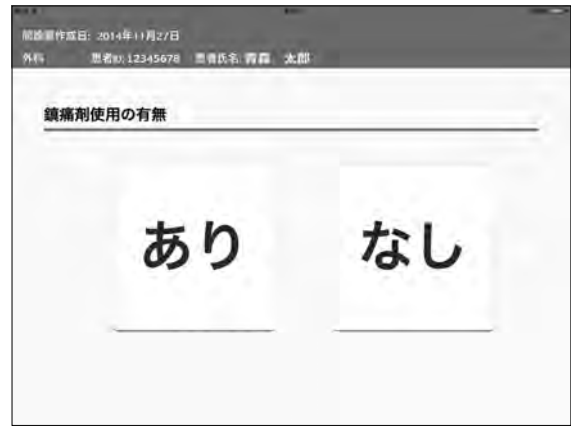 問診票作成日: 2014年11月27日
外科 患者ID: 12345678 患者氏名: 青森 太郎
鎮痛剤使用の有無
あり なし